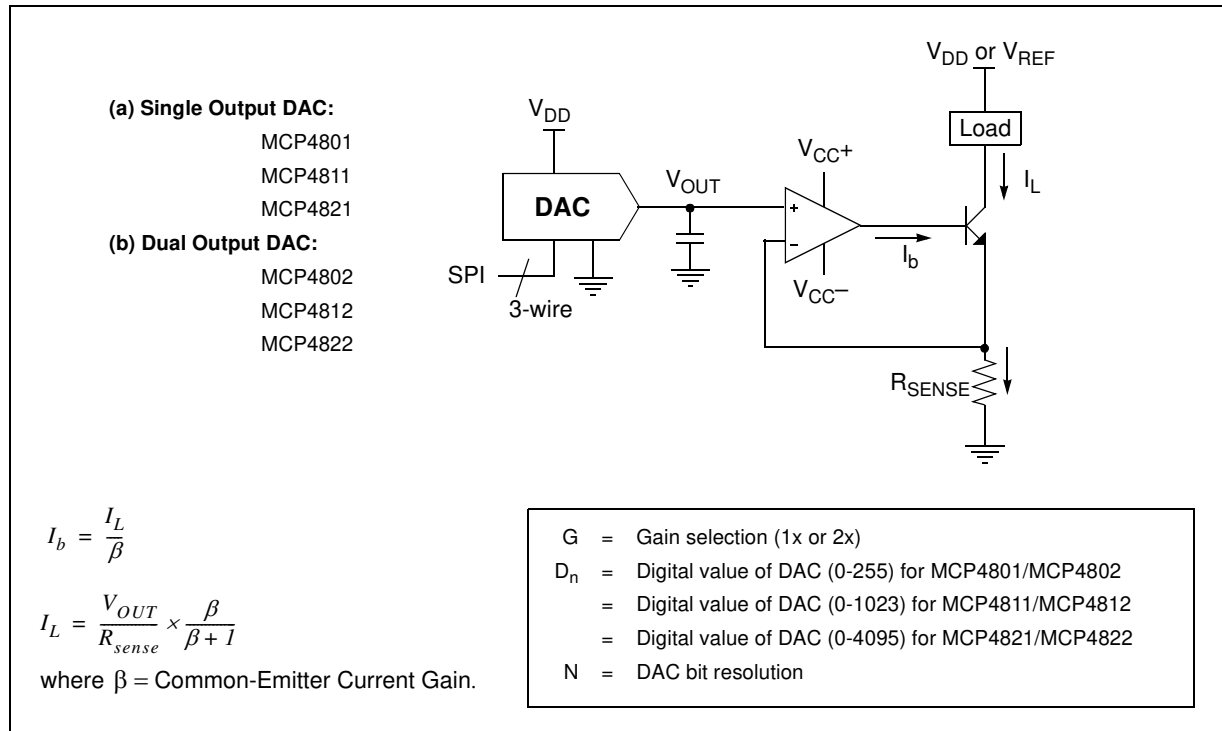 (a) Single Output DAC:
MCP4801
MCP4811
MCP4821
(b) Dual Output DAC:
MCP4802
MCP4812
MCP4822
V_DD
DAC
SPI
3-wire
V_OUT
V_CC+
+
–
V_CC–
I_b
V_DD or V_REF
Load
I_L
R_SENSE
I_b = I_L / β
I_L = V_OUT / R_sense × β / β + 1
where β = Common-Emitter Current Gain.
G = Gain selection (1x or 2x)
D_n = Digital value of DAC (0-255) for MCP4801/MCP4802
= Digital value of DAC (0-1023) for MCP4811/MCP4812
= Digital value of DAC (0-4095) for MCP4821/MCP4822
N = DAC bit resolution